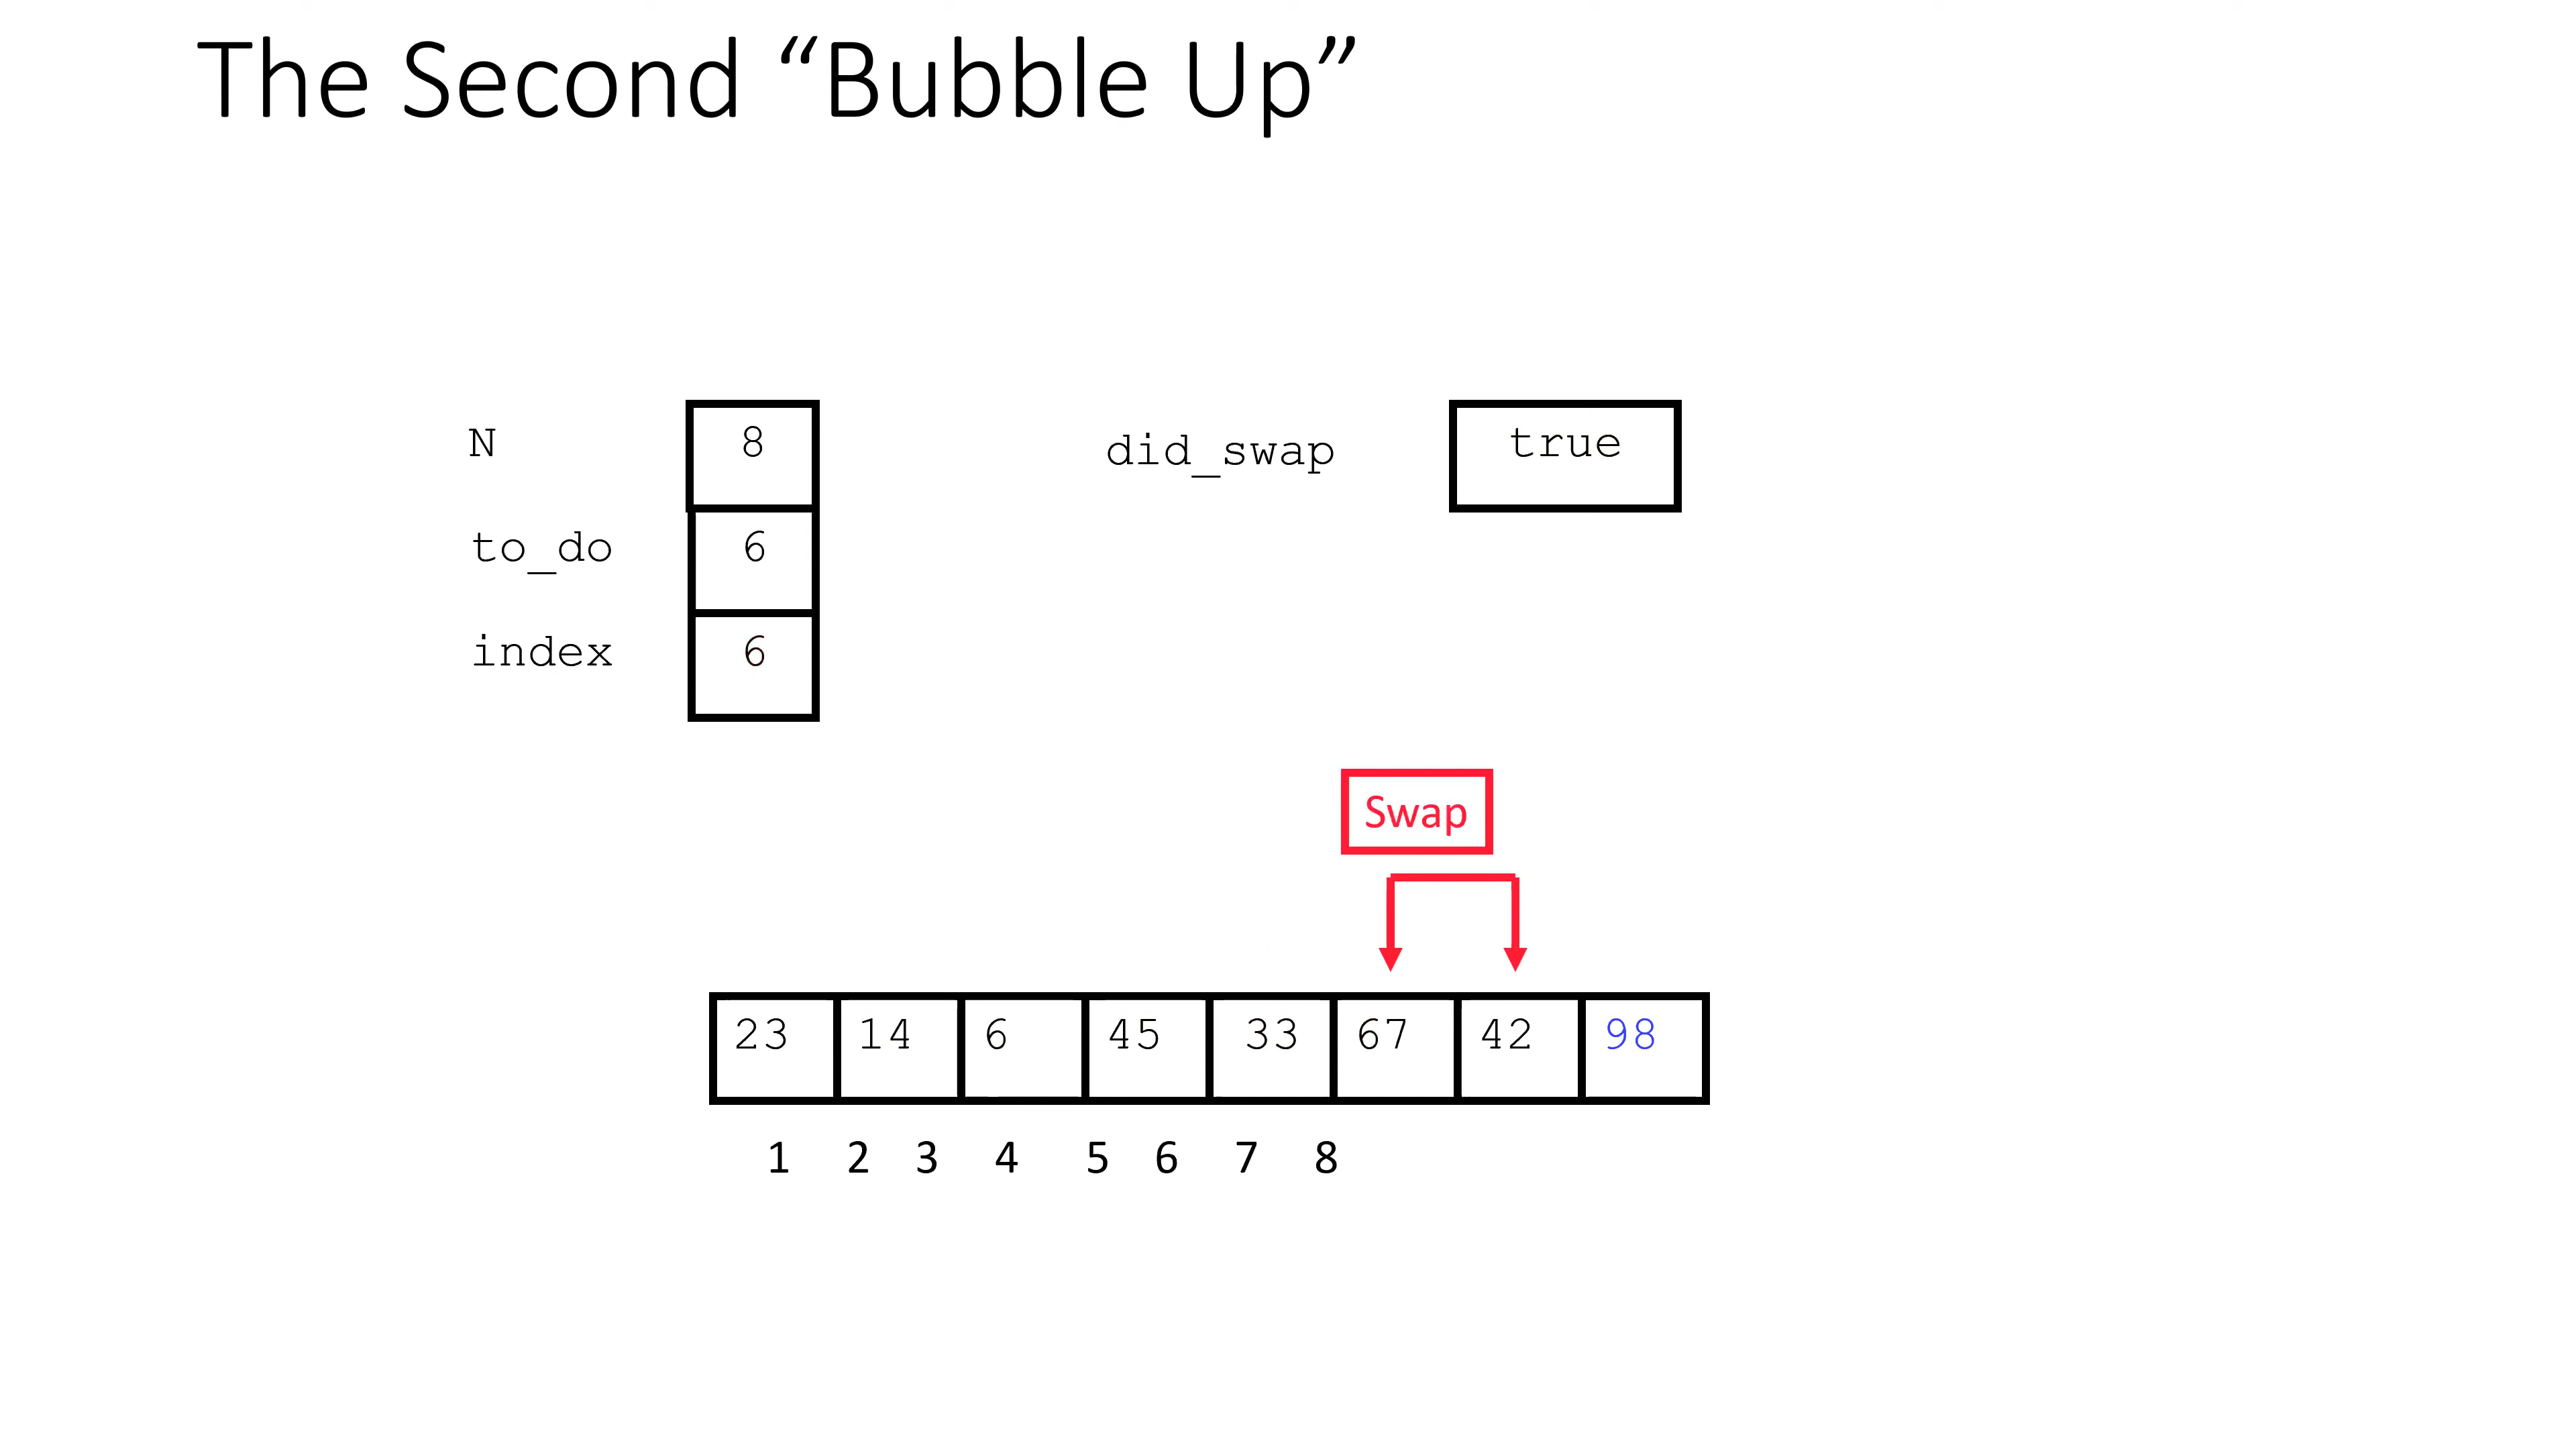 The Second “Bubble Up”
N 8 did_swap true
to_do 6
index 6
Swap
23 14 6 45 33 67 42 98
1 2 3 4 5 6 7 8